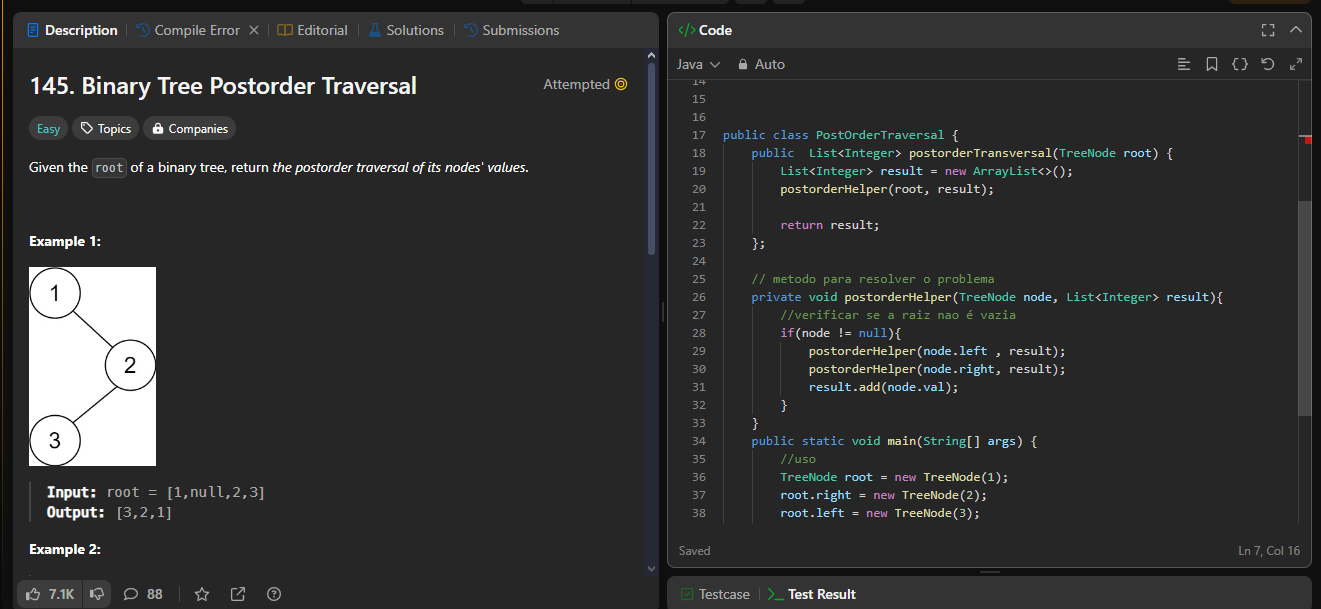 Description
Compile Error
Editorial
Solutions
Submissions
145. Binary Tree Postorder Traversal
Attempted
Easy
Topics
Companies
Given the root of a binary tree, return the postorder traversal of its nodes' values.
Example 1:
1
2
3
Input: root = [1,null,2,3]
Output: [3,2,1]
Example 2:
7.1K
88
</> Code
Java
Auto
14
15
16
17 public class PostOrderTraversal {
18 public  List<Integer> postorderTransversal(TreeNode root) {
19 List<Integer> result = new ArrayList<>();
20 postorderHelper(root, result);
21
22 return result;
23 };
24
25 // metodo para resolver o problema
26 private void postorderHelper(TreeNode node, List<Integer> result){
27 //verificar se a raiz nao é vazia
28 if(node != null){
29 postorderHelper(node.left , result);
30 postorderHelper(node.right, result);
31 result.add(node.val);
32 }
33 }
34 public static void main(String[] args) {
35 //uso
36 TreeNode root = new TreeNode(1);
37 root.right = new TreeNode(2);
38 root.left = new TreeNode(3);
Saved
Ln 7, Col 16
Testcase
Test Result